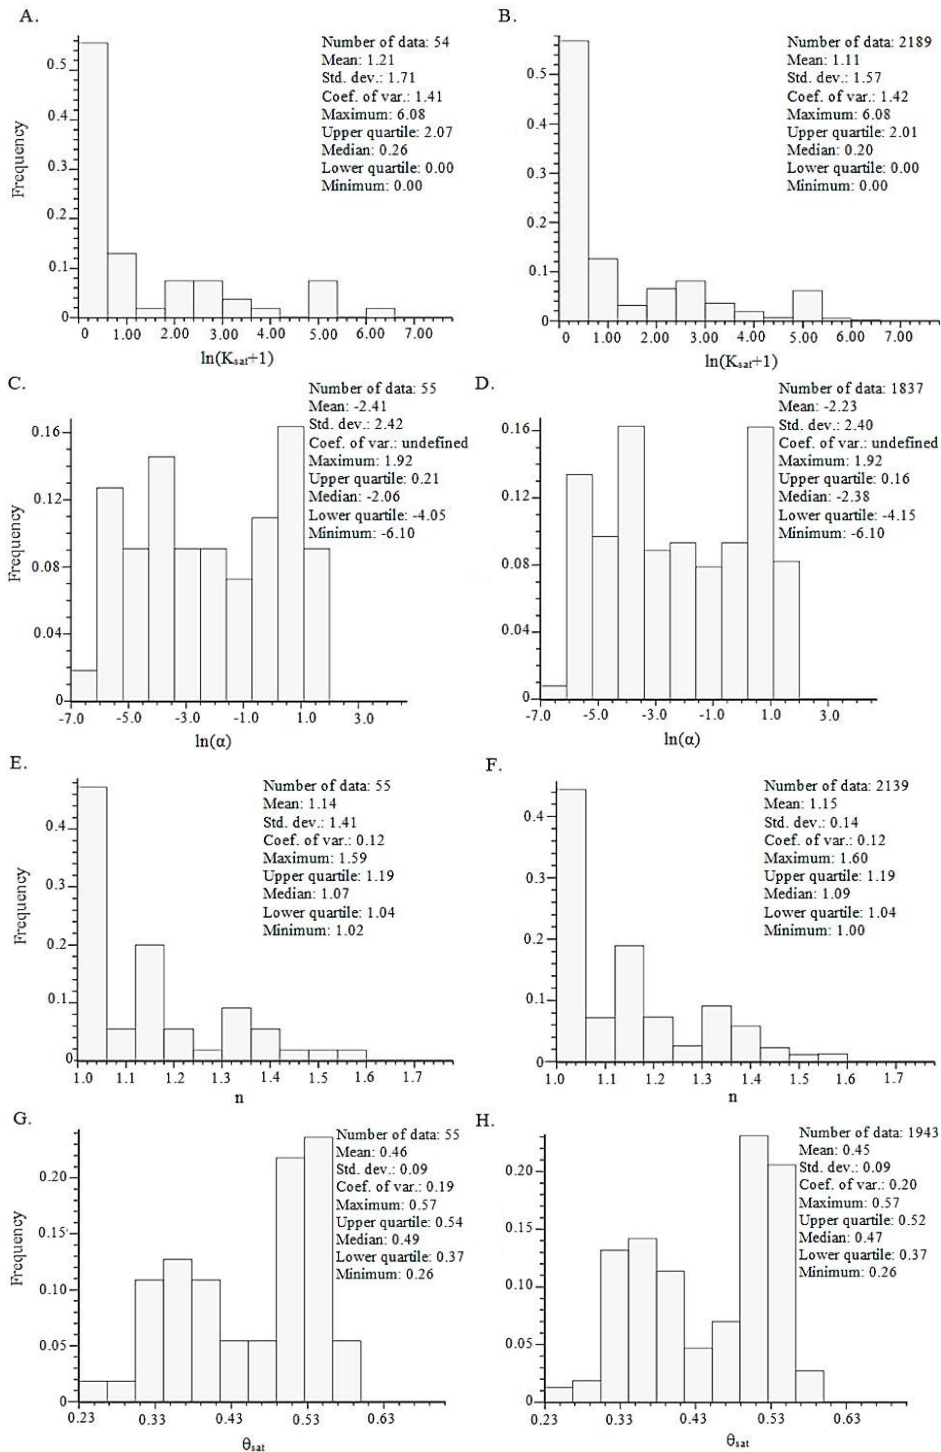 A.
Number of data: 54
Mean: 1.21
Std. dev.: 1.71
Coef. of var.: 1.41
Maximum: 6.08
Upper quartile: 2.07
Median: 0.26
Lower quartile: 0.00
Minimum: 0.00
Frequency
0.5
0.4
0.3
0.2
0.1
0
0 1.00 2.00 3.00 4.00 5.00 6.00 7.00
ln(Ksat+1)
B.
Number of data: 2189
Mean: 1.11
Std. dev.: 1.57
Coef. of var.: 1.42
Maximum: 6.08
Upper quartile: 2.01
Median: 0.20
Lower quartile: 0.00
Minimum: 0.00
0.5
0.4
0.3
0.2
0.1
0
0 1.00 2.00 3.00 4.00 5.00 6.00 7.00
ln(Ksat+1)
C.
Number of data: 55
Mean: -2.41
Std. dev.: 2.42
Coef. of var.: undefined
Maximum: 1.92
Upper quartile: 0.21
Median: -2.06
Lower quartile: -4.05
Minimum: -6.10
Frequency
0.16
0.12
0.08
0.04
0
-7.0 -5.0 -3.0 -1.0 1.0 3.0
ln(α)
D.
Number of data: 1837
Mean: -2.23
Std. dev.: 2.40
Coef. of var.: undefined
Maximum: 1.92
Upper quartile: 0.16
Median: -2.38
Lower quartile: -4.15
Minimum: -6.10
0.16
0.12
0.08
0.04
0
-7.0 -5.0 -3.0 -1.0 1.0 3.0
ln(α)
E.
Number of data: 55
Mean: 1.14
Std. dev.: 1.41
Coef. of var.: 0.12
Maximum: 1.59
Upper quartile: 1.19
Median: 1.07
Lower quartile: 1.04
Minimum: 1.02
Frequency
0.4
0.3
0.2
0.1
0
1.0 1.1 1.2 1.3 1.4 1.5 1.6 1.7
n
F.
Number of data: 2139
Mean: 1.15
Std. dev.: 0.14
Coef. of var.: 0.12
Maximum: 1.60
Upper quartile: 1.19
Median: 1.09
Lower quartile: 1.04
Minimum: 1.00
0.4
0.3
0.2
0.1
0
1.0 1.1 1.2 1.3 1.4 1.5 1.6 1.7
n
G.
Number of data: 55
Mean: 0.46
Std. dev.: 0.09
Coef. of var.: 0.19
Maximum: 0.57
Upper quartile: 0.54
Median: 0.49
Lower quartile: 0.37
Minimum: 0.26
Frequency
0.20
0.15
0.10
0.05
0
0.23 0.33 0.43 0.53 0.63
θsat
H.
Number of data: 1943
Mean: 0.45
Std. dev.: 0.09
Coef. of var.: 0.20
Maximum: 0.57
Upper quartile: 0.52
Median: 0.47
Lower quartile: 0.37
Minimum: 0.26
0.20
0.15
0.10
0.05
0
0.23 0.33 0.43 0.53 0.63
θsat